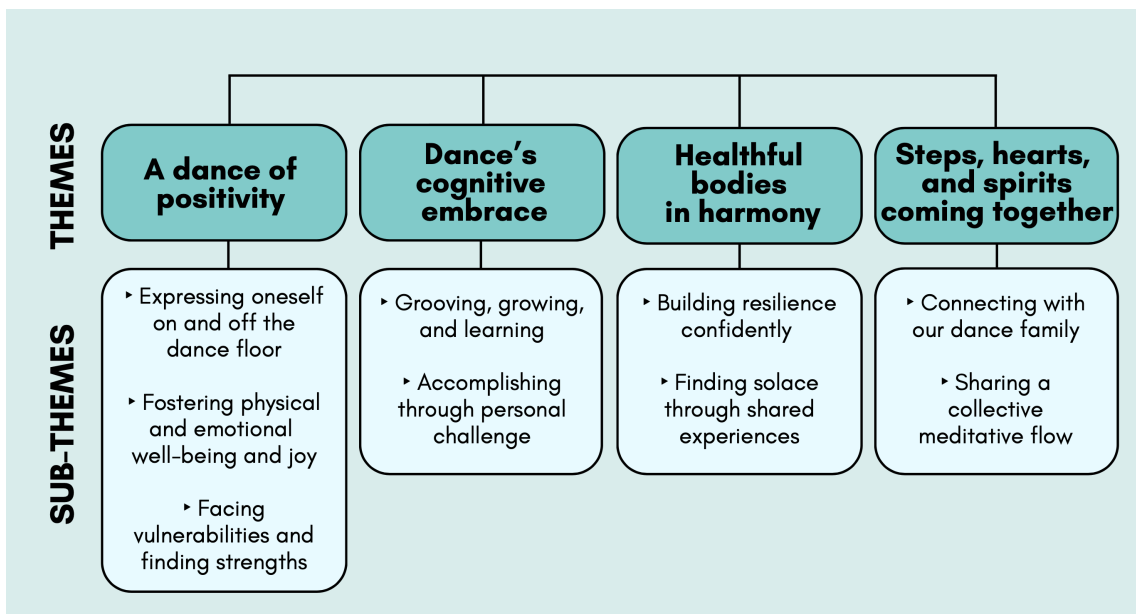 THEMES
A dance of
positivity
Dance’s
cognitive
embrace
Healthful
bodies
in harmony
Steps, hearts,
and spirits
coming together
SUB-THEMES
‣ Expressing oneself
on and off the
dance floor
‣ Fostering physical
and emotional
well-being and joy
‣ Facing
vulnerabilities and
finding strengths
‣ Grooving, growing,
and learning
‣ Accomplishing
through personal
challenge
‣ Building resilience
confidently
‣ Finding solace
through shared
experiences
‣ Connecting with
our dance family
‣ Sharing a
collective
meditative flow